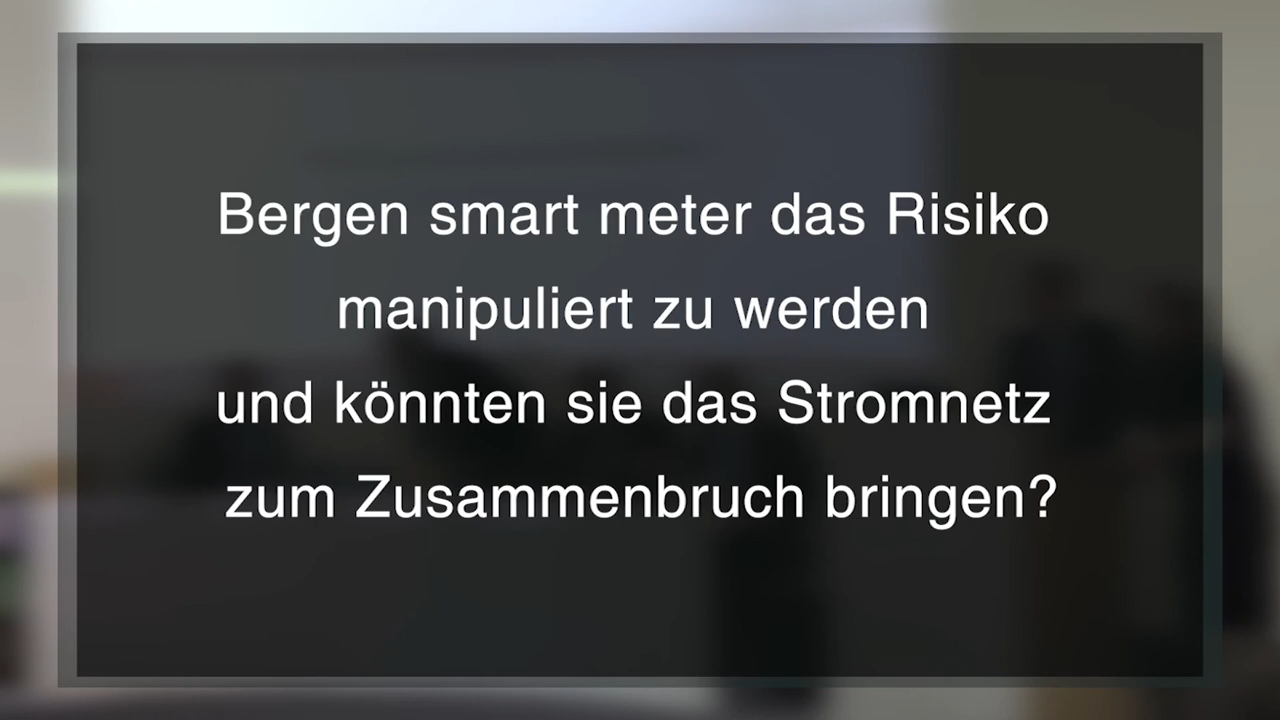 Bergen smart meter das Risiko
manipuliert zu werden
und könnten sie das Stromnetz
zum Zusammenbruch bringen?